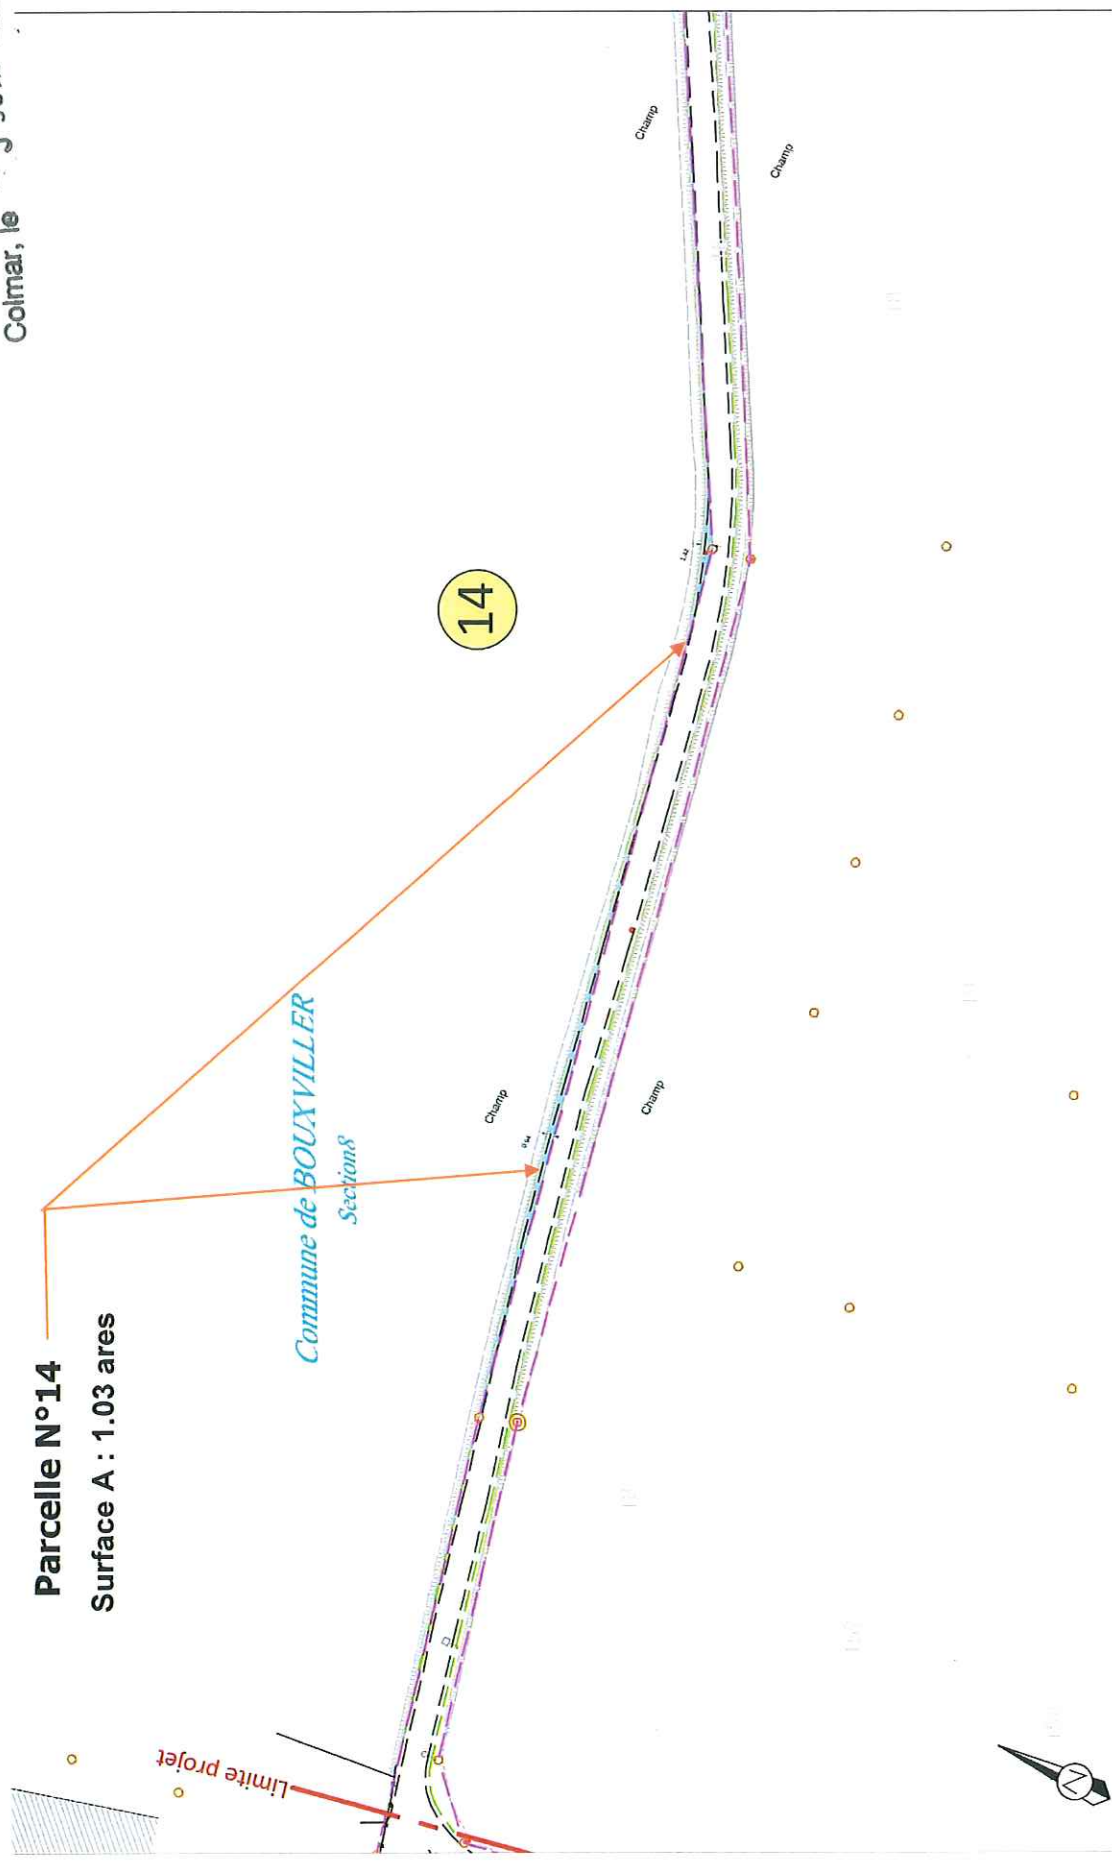 Colmar, le
Parcelle N°14
Surface A : 1.03 ares
Commune de BOUXVILLER
Section8
14
Champ
Champ
Champ
Champ
Limite projet
N